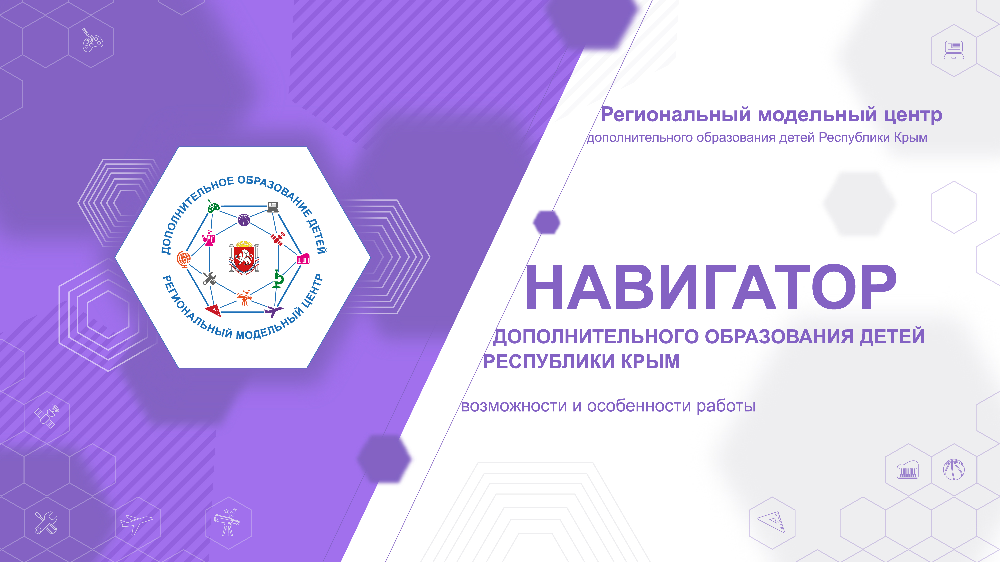 ДОПОЛНИТЕЛЬНОЕ ОБРАЗОВАНИЕ ДЕТЕЙ
РЕГИОНАЛЬНЫЙ МОДЕЛЬНЫЙ ЦЕНТР
Региональный модельный центр
дополнительного образования детей Республики Крым
НАВИГАТОР
ДОПОЛНИТЕЛЬНОГО ОБРАЗОВАНИЯ ДЕТЕЙ
РЕСПУБЛИКИ КРЫМ
возможности и особенности работы